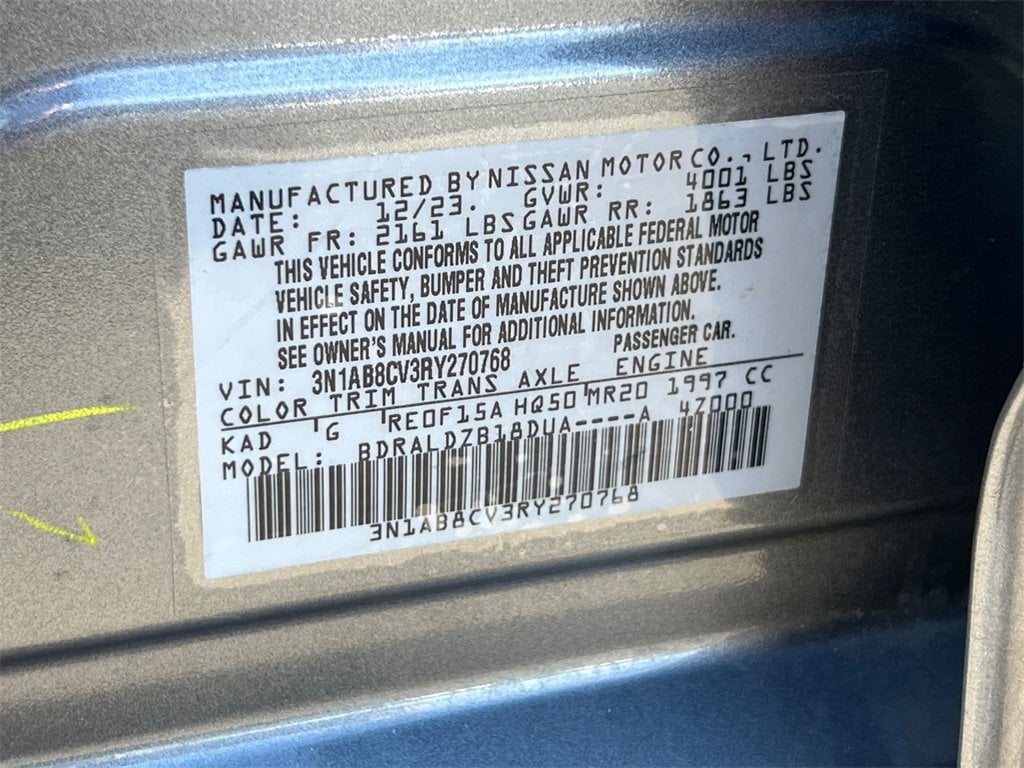 MANUFACTURED BY NISSAN MOTOR CO., LTD.
DATE: 12/23. GVWR: 4001 LBS
GAWR FR: 2161 LBS GAWR RR: 1863 LBS
THIS VEHICLE CONFORMS TO ALL APPLICABLE FEDERAL MOTOR
VEHICLE SAFETY, BUMPER AND THEFT PREVENTION STANDARDS
IN EFFECT ON THE DATE OF MANUFACTURE SHOWN ABOVE.
SEE OWNER'S MANUAL FOR ADDITIONAL INFORMATION.
PASSENGER CAR.
VIN: 3N1AB8CV3RY270768
COLOR TRIM TRANS AXLE ENGINE
KAD G RE0F15A HQ50 MR20 1997 CC
MODEL: BDRALDZB18DUA----A 47000
3N1AB8CV3RY270768